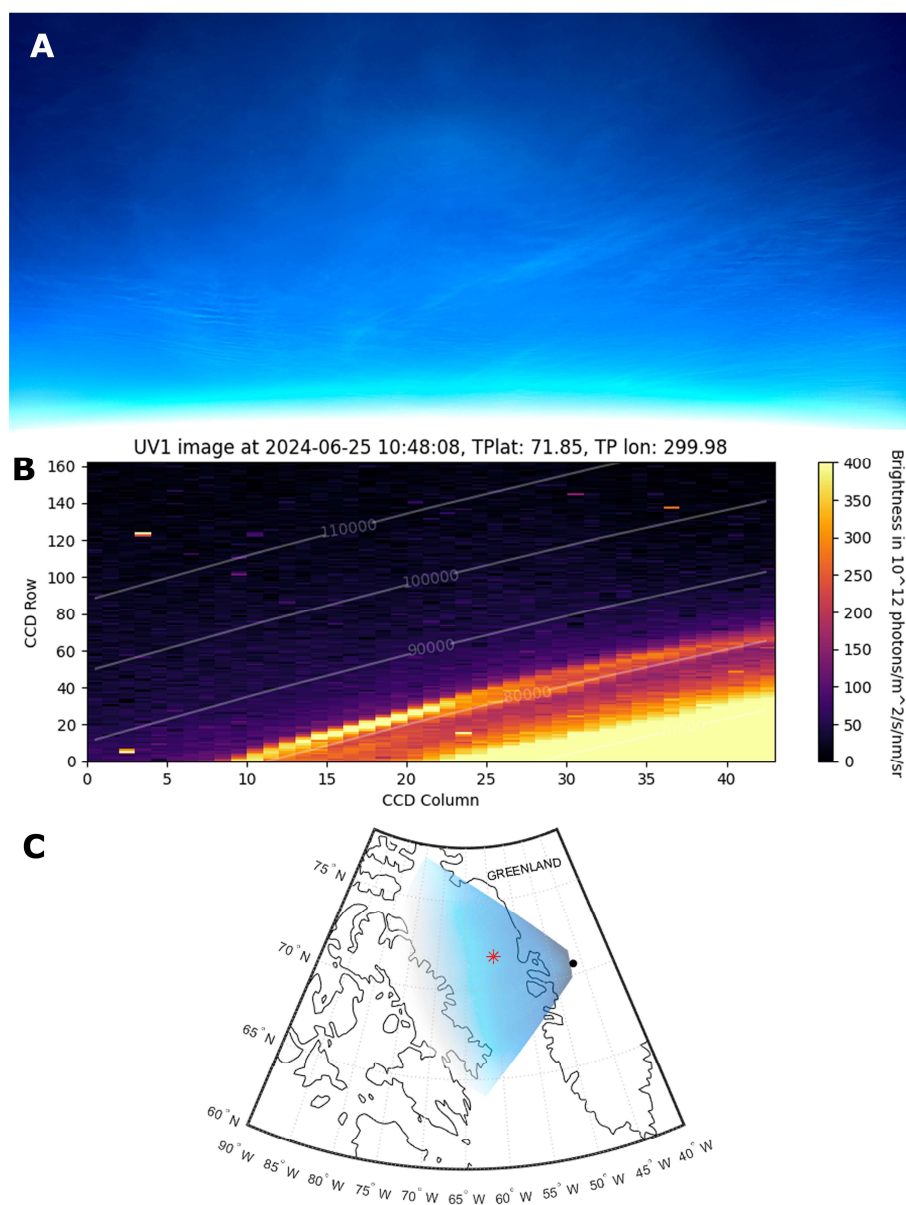 A
UV1 image at 2024-06-25 10:48:08, TPlat: 71.85, TP lon: 299.98
B
160
140
120
100
80
60
40
20
0
CCD Row
110000
100000
90000
80000
0
5
10
15
20
25
30
35
40
CCD Column
400
350
300
250
200
150
100
50
0
Brightness in 10^12 photons/m^2/s/nm/sr
C
GREENLAND
75°N
70°N
65°N
60°N
90°W
85°W
80°W
75°W
70°W
65°W
60°W
55°W
50°W
45°W
40°W